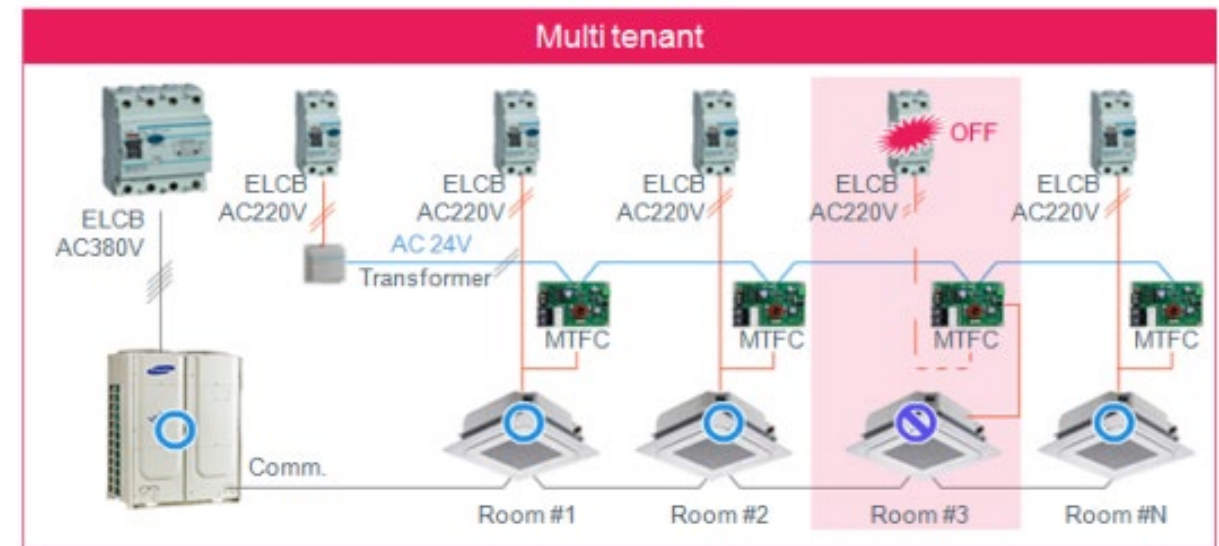 Multi tenant
OFF
ELCB
AC380V
ELCB
AC220V
ELCB
AC220V
ELCB
AC220V
ELCB
AC220V
ELCB
AC220V
AC 24V
Transformer
MTFC
MTFC
MTFC
MTFC
Comm.
Room #1
Room #2
Room #3
Room #N